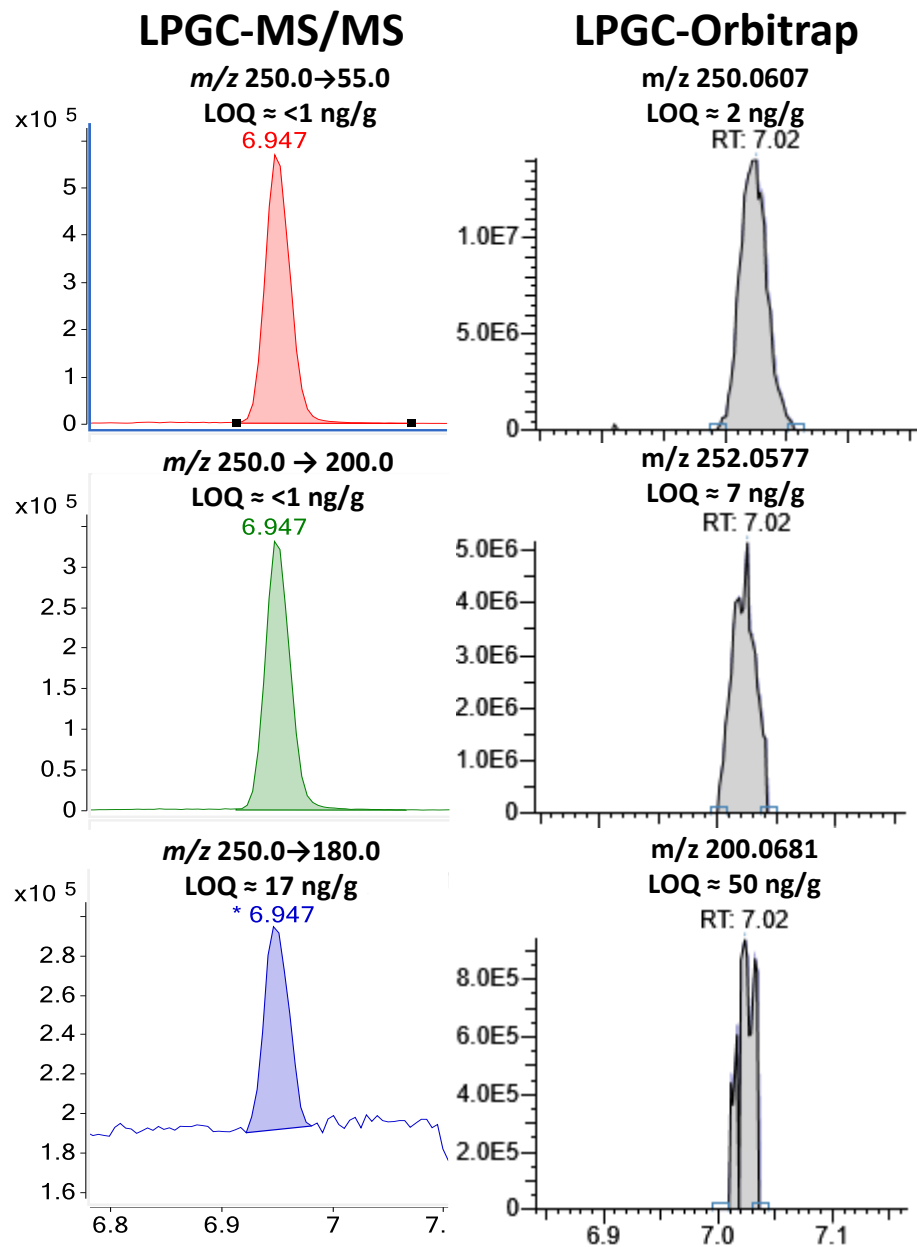 LPGC-MS/MS
m/z 250.0→55.0
LOQ ≈ <1 ng/g
x10 5
6.947
5
4
3
2
1
0
m/z 250.0 → 200.0
LOQ ≈ <1 ng/g
x10 5
6.947
3
2.5
2
1.5
1
0.5
0
m/z 250.0→180.0
LOQ ≈ 17 ng/g
x10 5
* 6.947
2.8
2.6
2.4
2.2
2
1.8
1.6
6.8 6.9 7 7.
LPGC-Orbitrap
m/z 250.0607
LOQ ≈ 2 ng/g
RT: 7.02
1.0E7
5.0E6
0
m/z 252.0577
LOQ ≈ 7 ng/g
RT: 7.02
5.0E6
4.0E6
3.0E6
2.0E6
1.0E6
0
m/z 200.0681
LOQ ≈ 50 ng/g
RT: 7.02
8.0E5
6.0E5
4.0E5
2.0E5
0
6.9 7.0 7.1